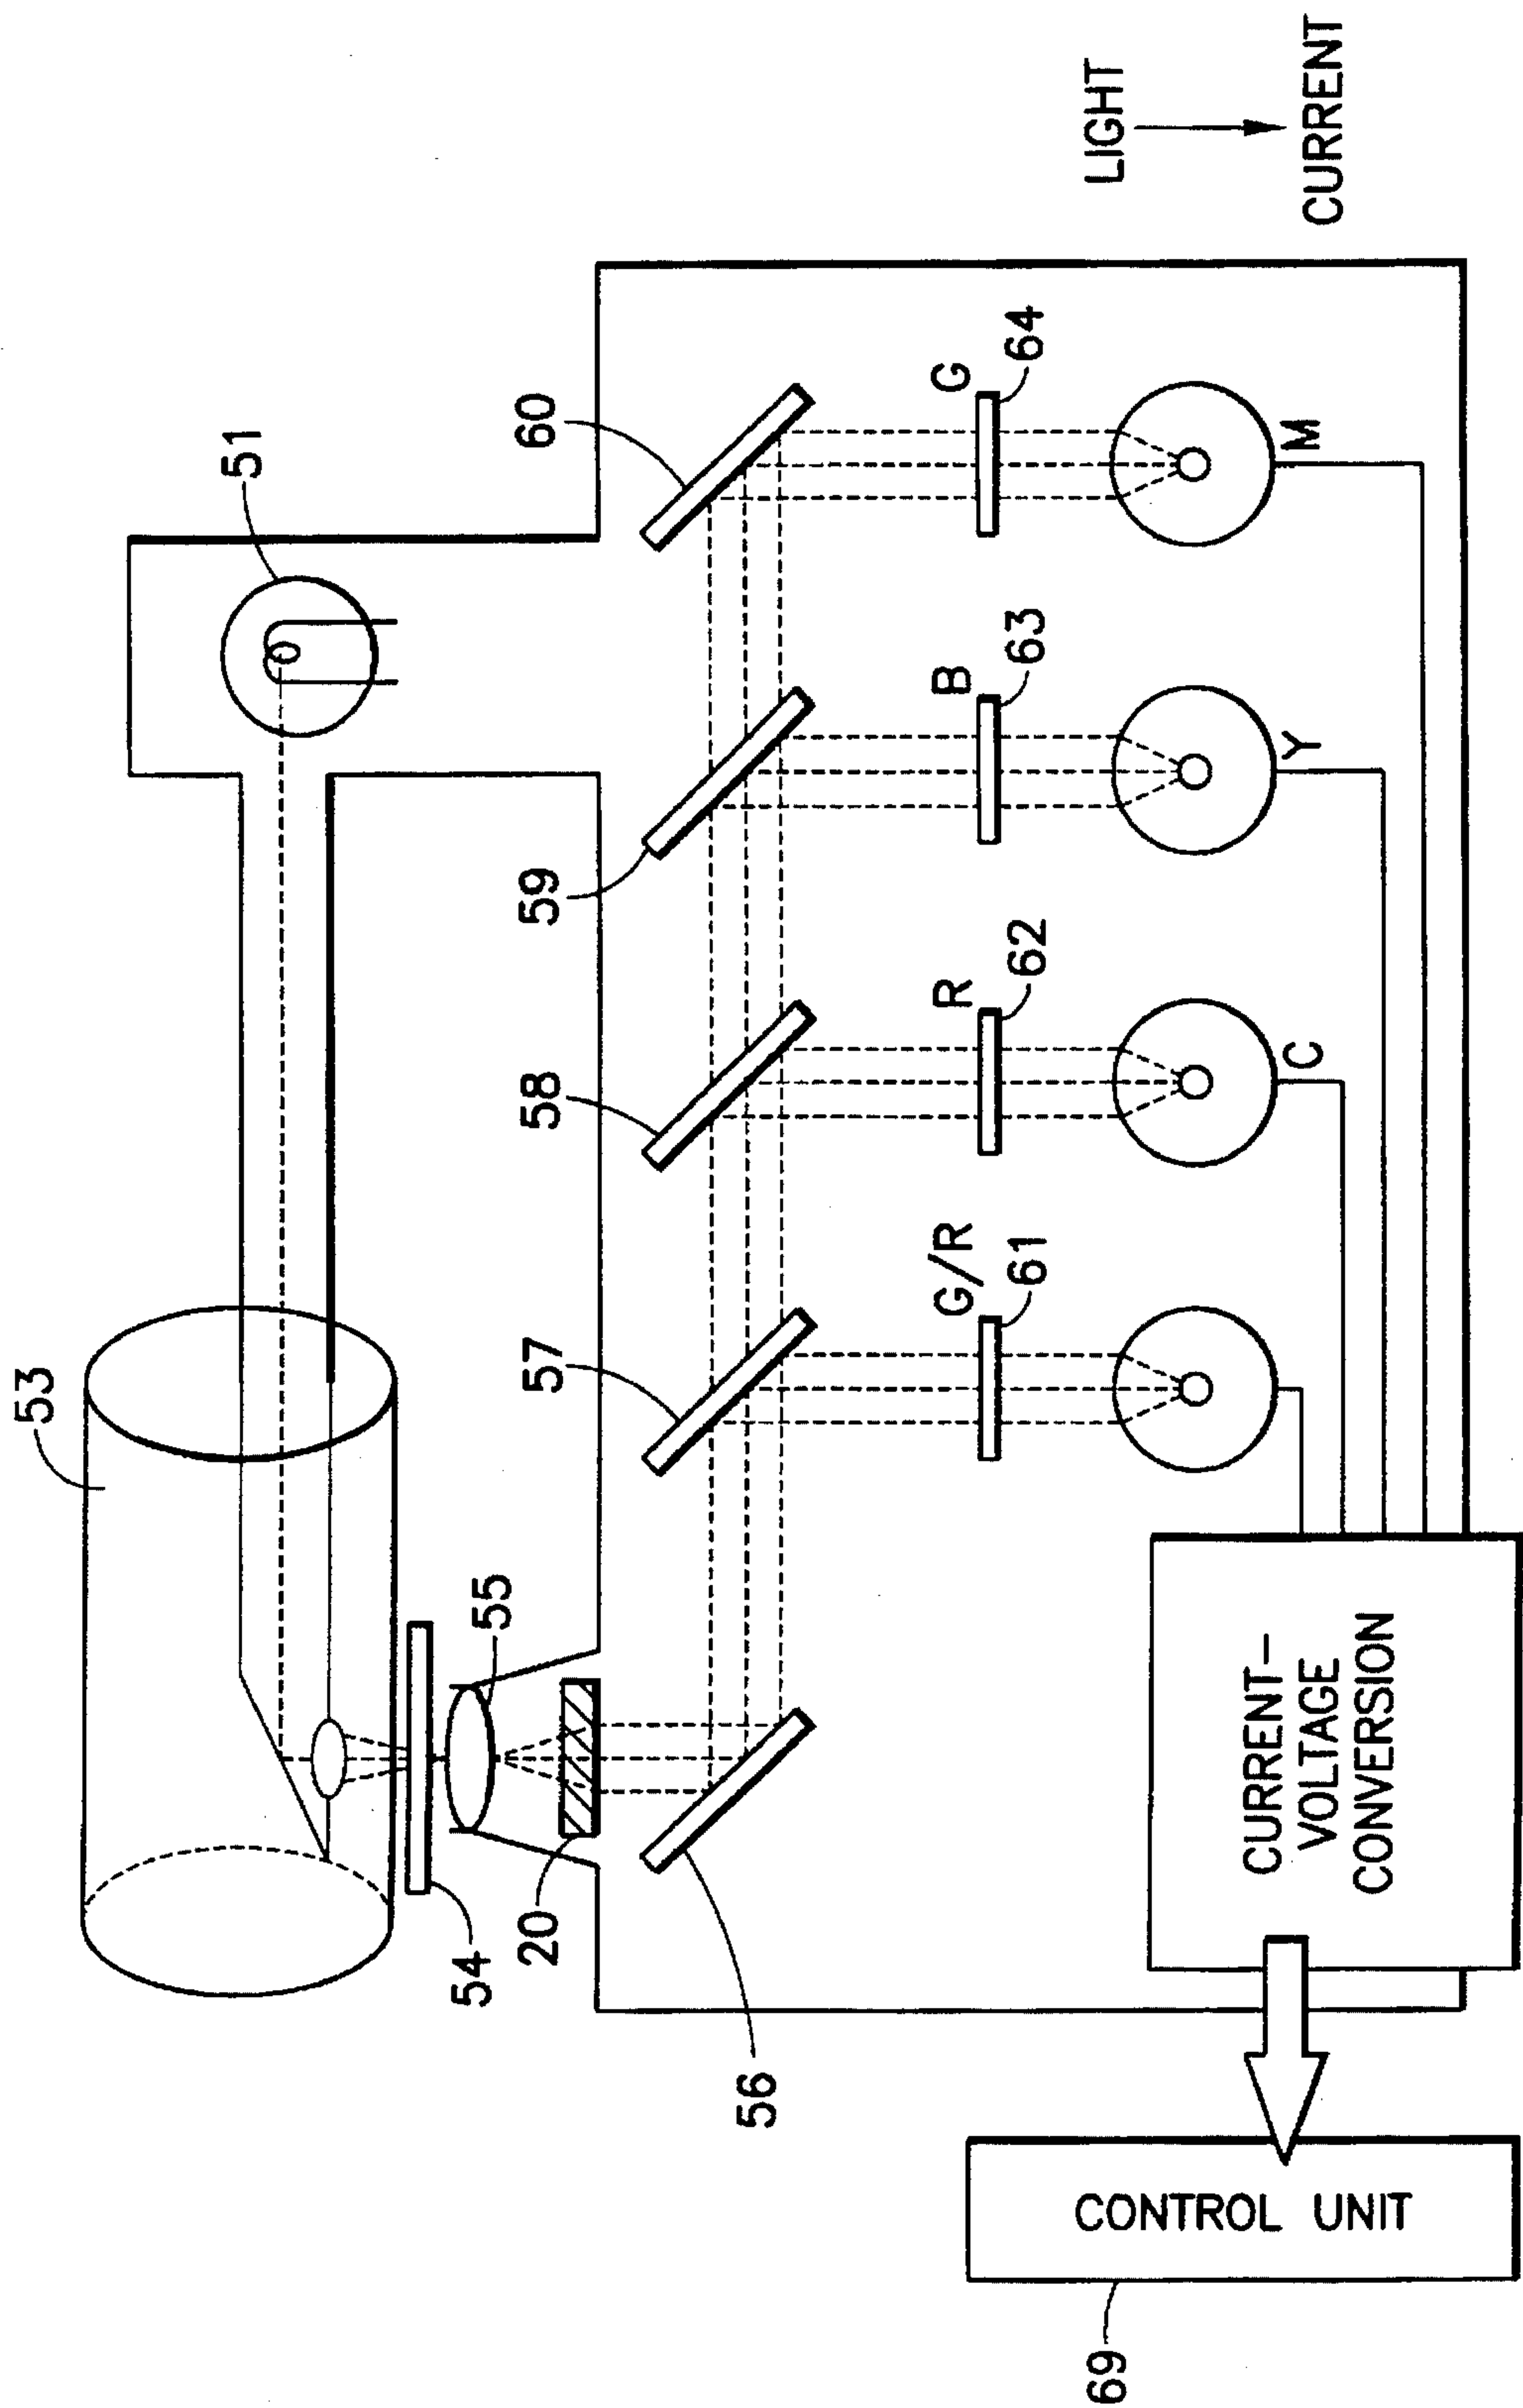 53
51
54
55
20
60
59
58
57
56
G
64
B
63
R
62
G/R
61
M
Y
C
LIGHT
CURRENT
CURRENT-
VOLTAGE
CONVERSION
CONTROL UNIT
69